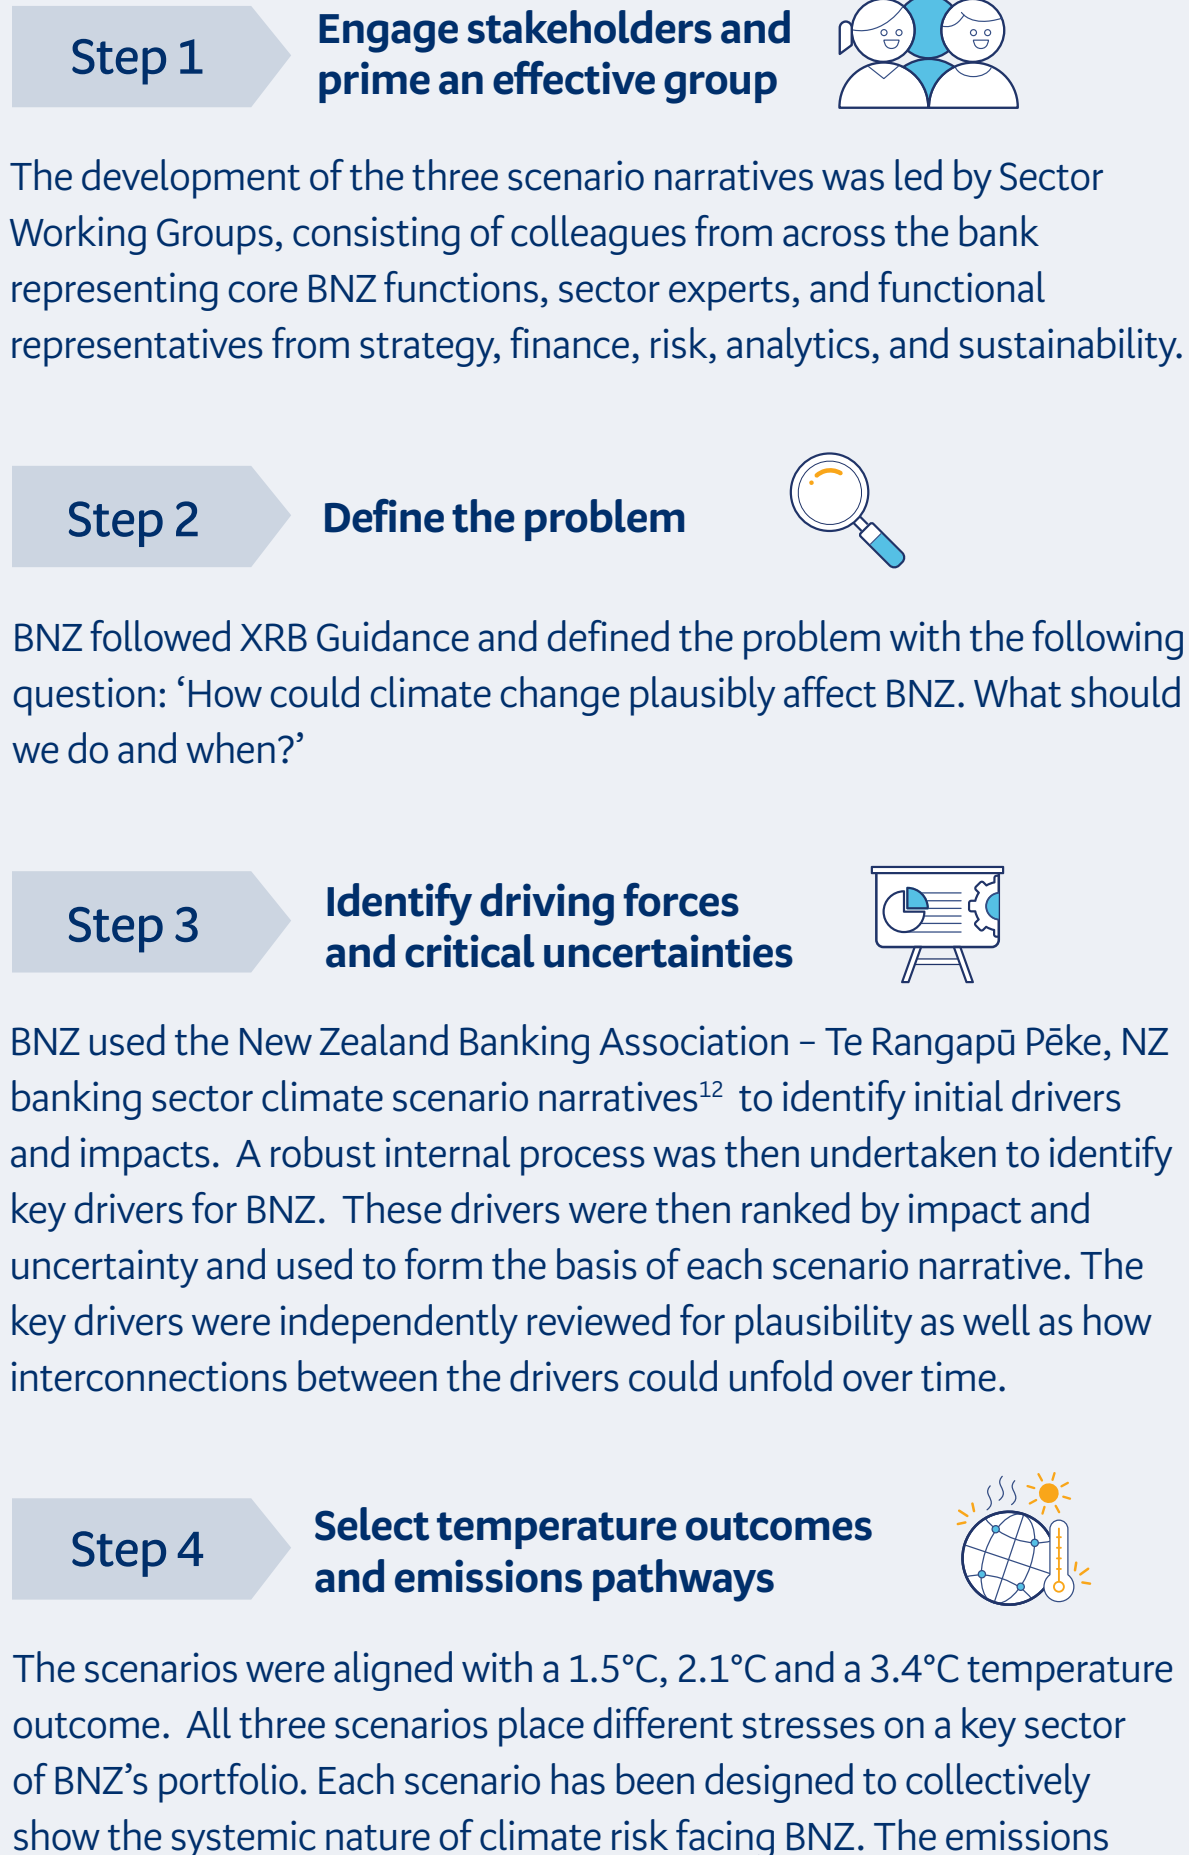 Step 1
Engage stakeholders and
prime an effective group
The development of the three scenario narratives was led by Sector
Working Groups, consisting of colleagues from across the bank
representing core BNZ functions, sector experts, and functional
representatives from strategy, finance, risk, analytics, and sustainability.
Step 2
Define the problem
BNZ followed XRB Guidance and defined the problem with the following
question: ‘How could climate change plausibly affect BNZ. What should
we do and when?’
Step 3
Identify driving forces
and critical uncertainties
BNZ used the New Zealand Banking Association – Te Rangapū Pēke, NZ
banking sector climate scenario narratives¹² to identify initial drivers
and impacts. A robust internal process was then undertaken to identify
key drivers for BNZ. These drivers were then ranked by impact and
uncertainty and used to form the basis of each scenario narrative. The
key drivers were independently reviewed for plausibility as well as how
interconnections between the drivers could unfold over time.
Step 4
Select temperature outcomes
and emissions pathways
The scenarios were aligned with a 1.5°C, 2.1°C and a 3.4°C temperature
outcome. All three scenarios place different stresses on a key sector
of BNZ’s portfolio. Each scenario has been designed to collectively
show the systemic nature of climate risk facing BNZ. The emissions